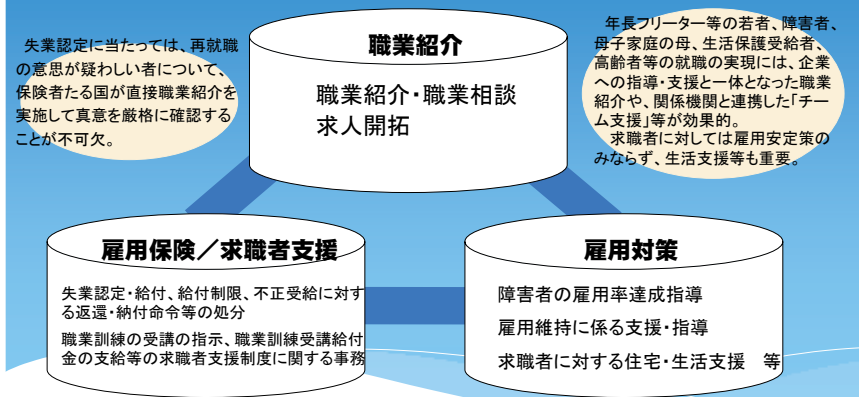 職業紹介
職業紹介・職業相談
求人開拓
失業認定に当たっては、再就職
の意思が疑わしい者について、
保険者たる国が直接職業紹介を
実施して真意を厳格に確認する
ことが不可欠。
年長フリーター等の若者、障害者、
母子家庭の母、生活保護受給者、
高齢者等の就職の実現には、企業
への指導・支援と一体となった職業
紹介や、関係機関と連携した「チー
ム支援」等が効果的。
求職者に対しては雇用安定策の
みならず、生活支援等も重要。
雇用保険／求職者支援
失業認定・給付、給付制限、不正受給に対す
る返還・納付命令等の処分
職業訓練の受講の指示、職業訓練受講給付
金の支給等の求職者支援制度に関する事務
雇用対策
障害者の雇用率達成指導
雇用維持に係る支援・指導
求職者に対する住宅・生活支援　等